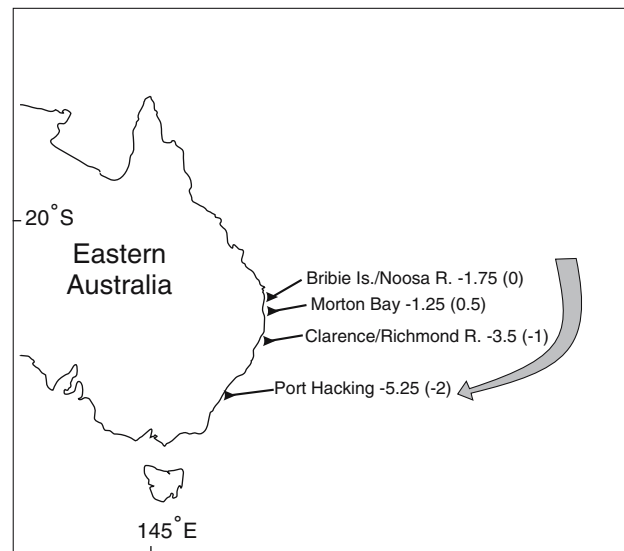 20°S
Eastern
Australia
Bribie Is./Noosa R. -1.75 (0)
Morton Bay -1.25 (0.5)
Clarence/Richmond R. -3.5 (-1)
Port Hacking -5.25 (-2)
145°E